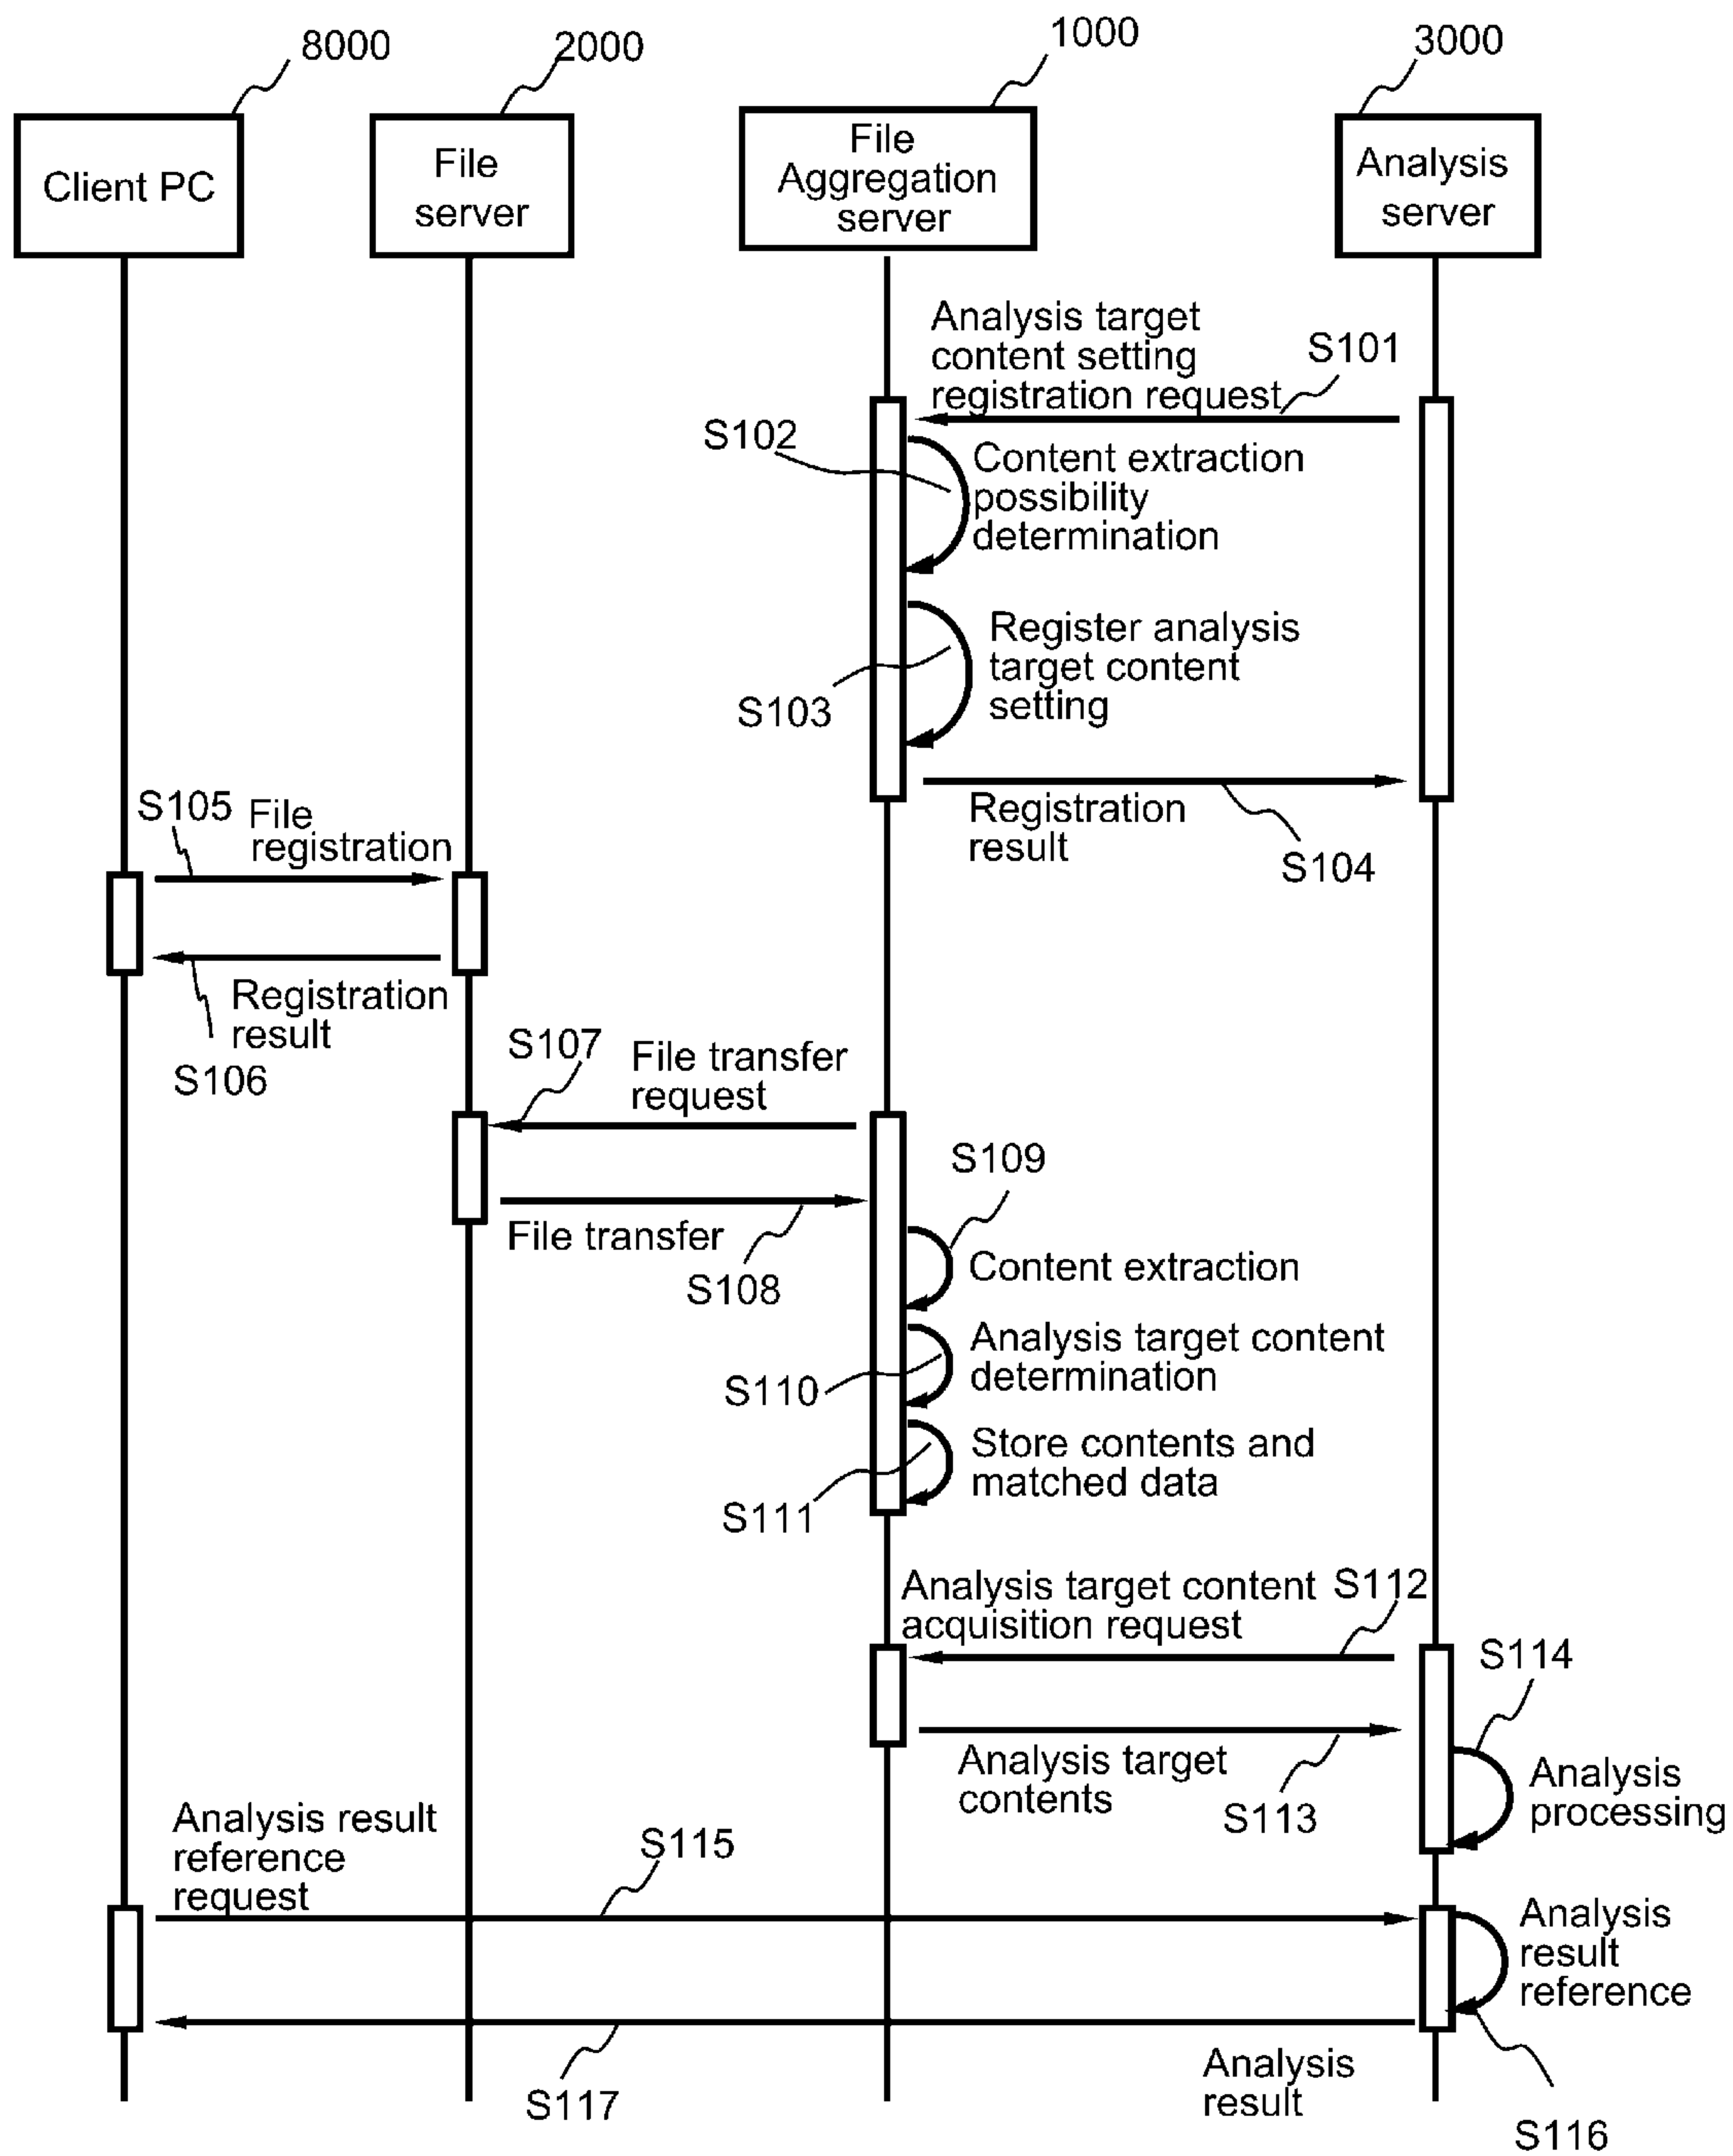 8000
2000
1000
3000
Client PC
File
server
File
Aggregation
server
Analysis
server
Analysis target
content setting
registration request
S101
S102
Content extraction
possibility
determination
Register analysis
target content
setting
S103
Registration
result
S104
S105
File
registration
Registration
result
S106
S107
File transfer
request
S109
File transfer
S108
Content extraction
Analysis target content
determination
S110
Store contents and
matched data
S111
Analysis target content
acquisition request
S112
S114
Analysis target
contents
S113
Analysis
processing
Analysis result
reference
request
S115
Analysis
result
reference
Analysis
result
S117
S116